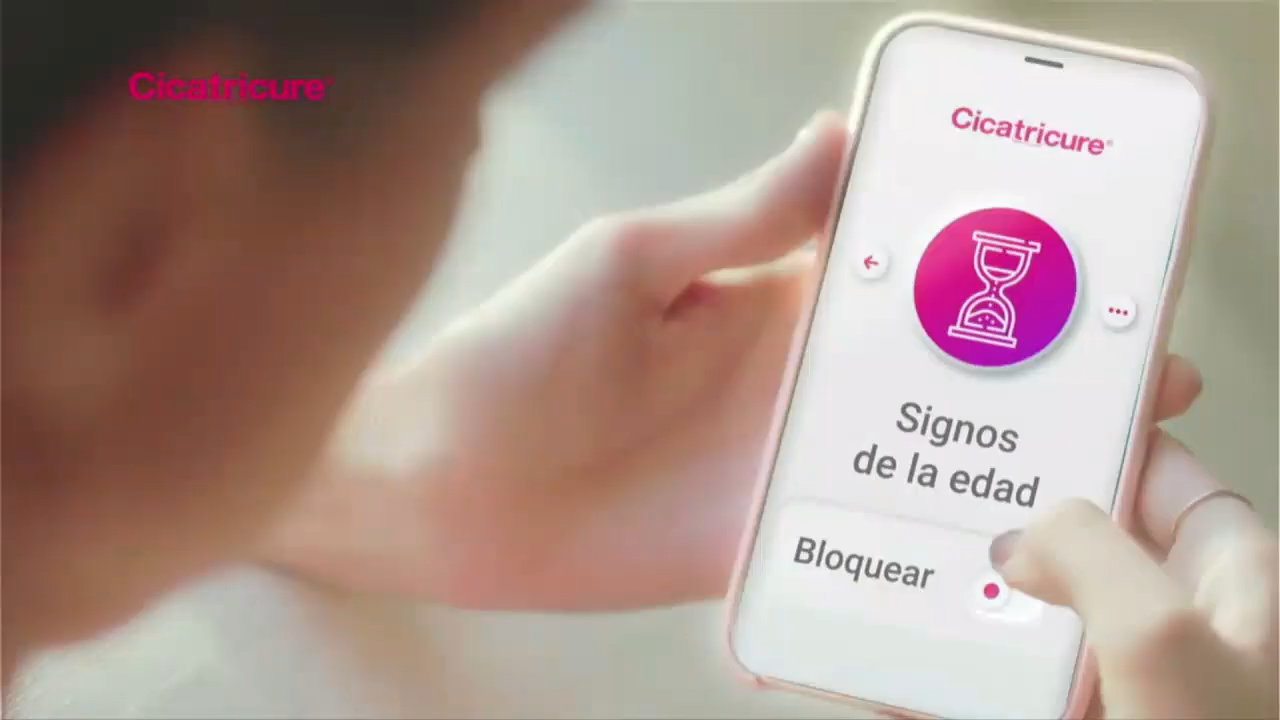 Cicatricure
Cicatricure®
Signos
de la edad
Bloquear